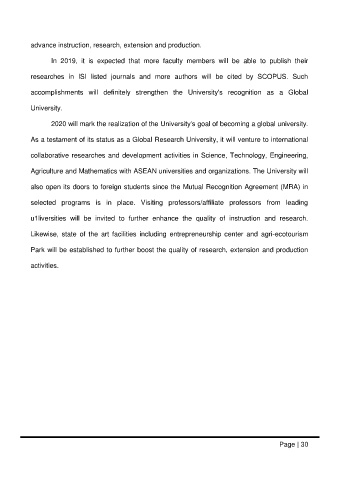 advance instruction, research, extension and production.
In 2019, it is expected that more faculty members will be able to publish their
researches in ISI listed journals and more authors will be cited by SCOPUS. Such
accomplishments will definitely strengthen the University's recognition as a Global
University.
2020 will mark the realization of the University's goal of becoming a global university.
As a testament of its status as a Global Research University, it will venture to international
collaborative researches and development activities in Science, Technology, Engineering,
Agriculture and Mathematics with ASEAN universities and organizations. The University will
also open its doors to foreign students since the Mutual Recognition Agreement (MRA) in
selected programs is in place. Visiting professors/affiliate professors from leading
u1liversities will be invited to further enhance the quality of instruction and research.
Likewise, state of the art facilities including entrepreneurship center and agri-ecotourism
Park will be established to further boost the quality of research, extension and production
activities.
Page | 30